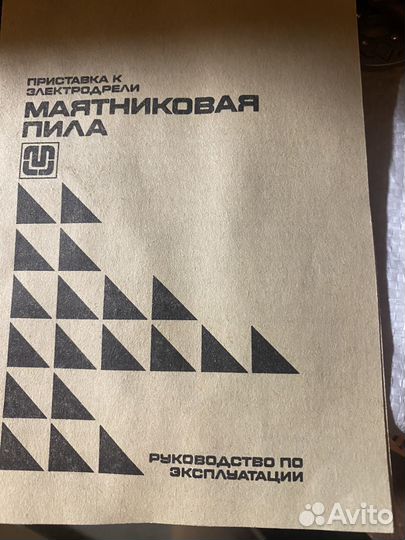 ПРИСТАВКА К
ЭЛЕКТРОДРЕЛИ
МАЯТНИКОВАЯ
ПИЛА
РУКОВОДСТВО ПО
ЭКСПЛУАТАЦИИ
Avito